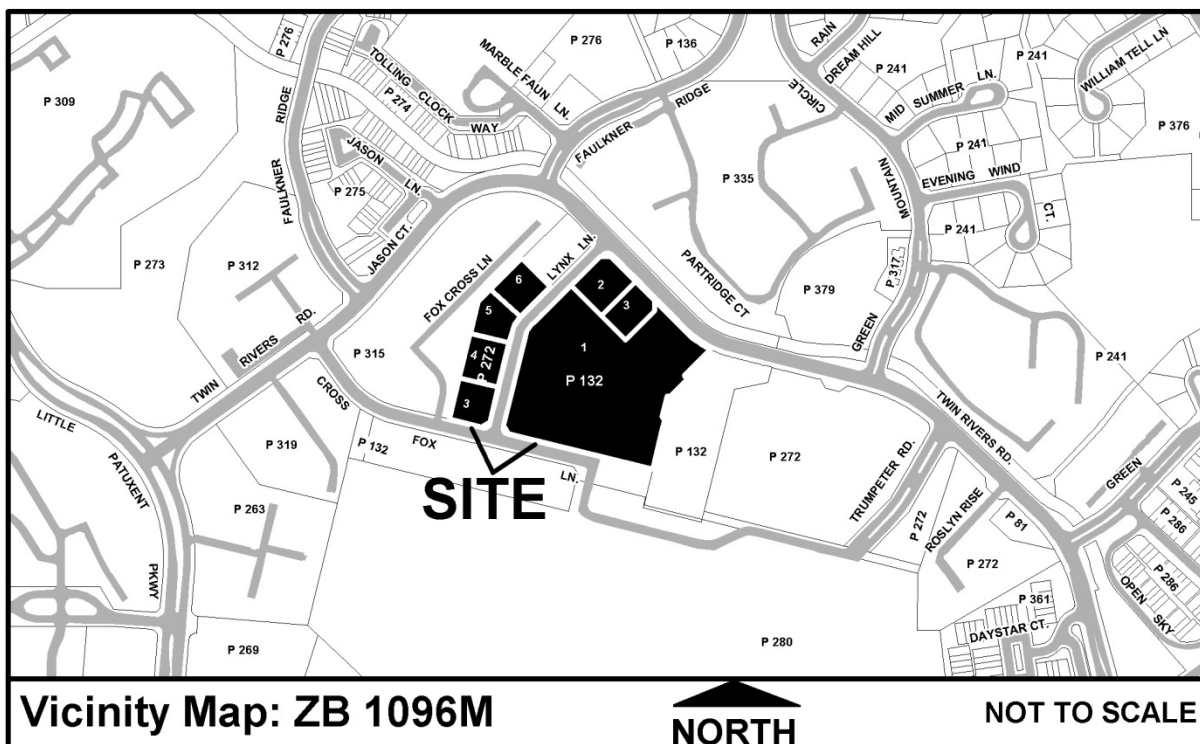 P 276
TOLLING CLOCK
WAY
MARBLE FAUN LN.
P 276
P 136
RAIN
DREAM HILL
P 241
P 241
WILLIAM TELL LN
P 309
FAULKNER
RIDGE
P 274
FAULKNER
RIDGE
CIRCLE
MID SUMMER LN.
P 376
JASON
LN.
P 275
P 335
MOUNTAIN
P 241
EVENING WIND
CT.
P 273
P 312
JASON CT.
FOX CROSS LN
LYNX LN.
PARTRIDGE CT
P 241
P 317
P 379
6
2
3
5
4
P 272
3
1
P 132
GREEN
P 241
TWIN RIVERS RD.
P 315
CROSS
FOX
LN.
LITTLE
PATUXENT
PKWY
P 319
P 132
SITE
P 132
P 272
TRUMPETER RD.
TWIN RIVERS RD.
GREEN
P 245
P 286
P 263
P 272
ROSLYN RISE
P 81
P 272
P 286
OPEN SKY
P 361
DAYSTAR CT.
P 269
P 280
Vicinity Map: ZB 1096M
NORTH
NOT TO SCALE